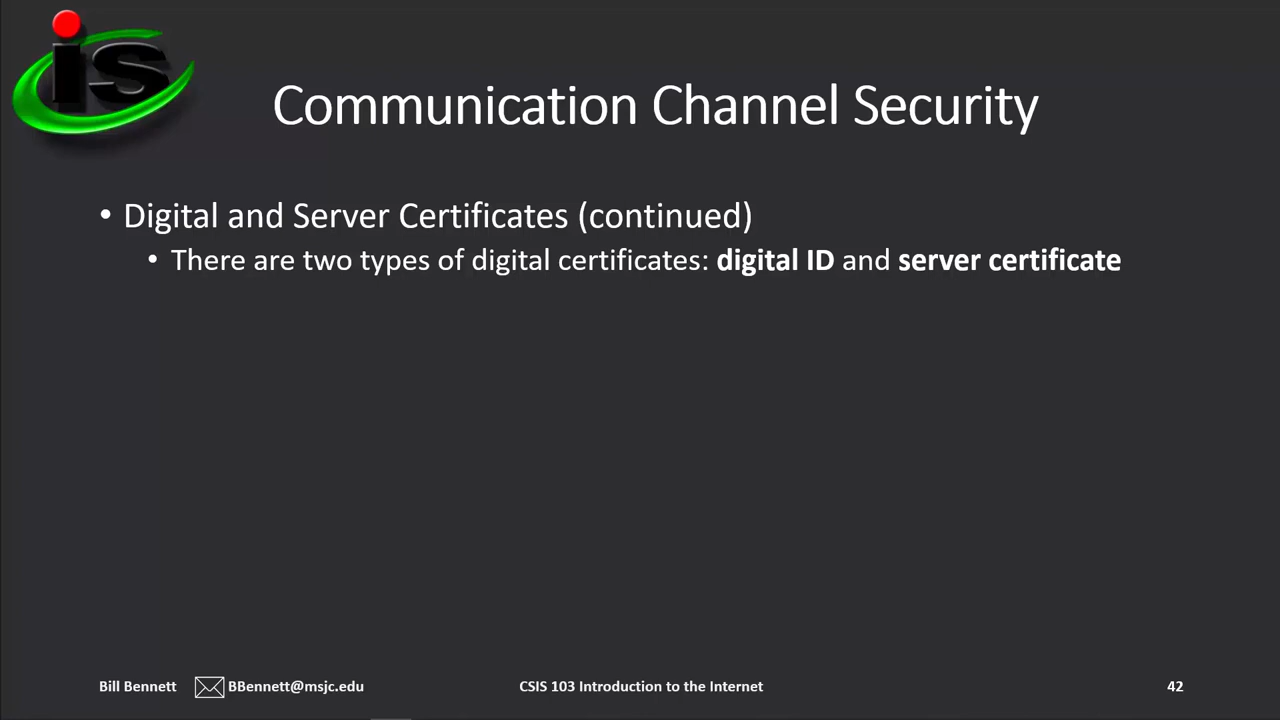 is
Communication Channel Security
• Digital and Server Certificates (continued)
• There are two types of digital certificates: digital ID and server certificate
Bill Bennett BBennett@msjc.edu CSIS 103 Introduction to the Internet 42